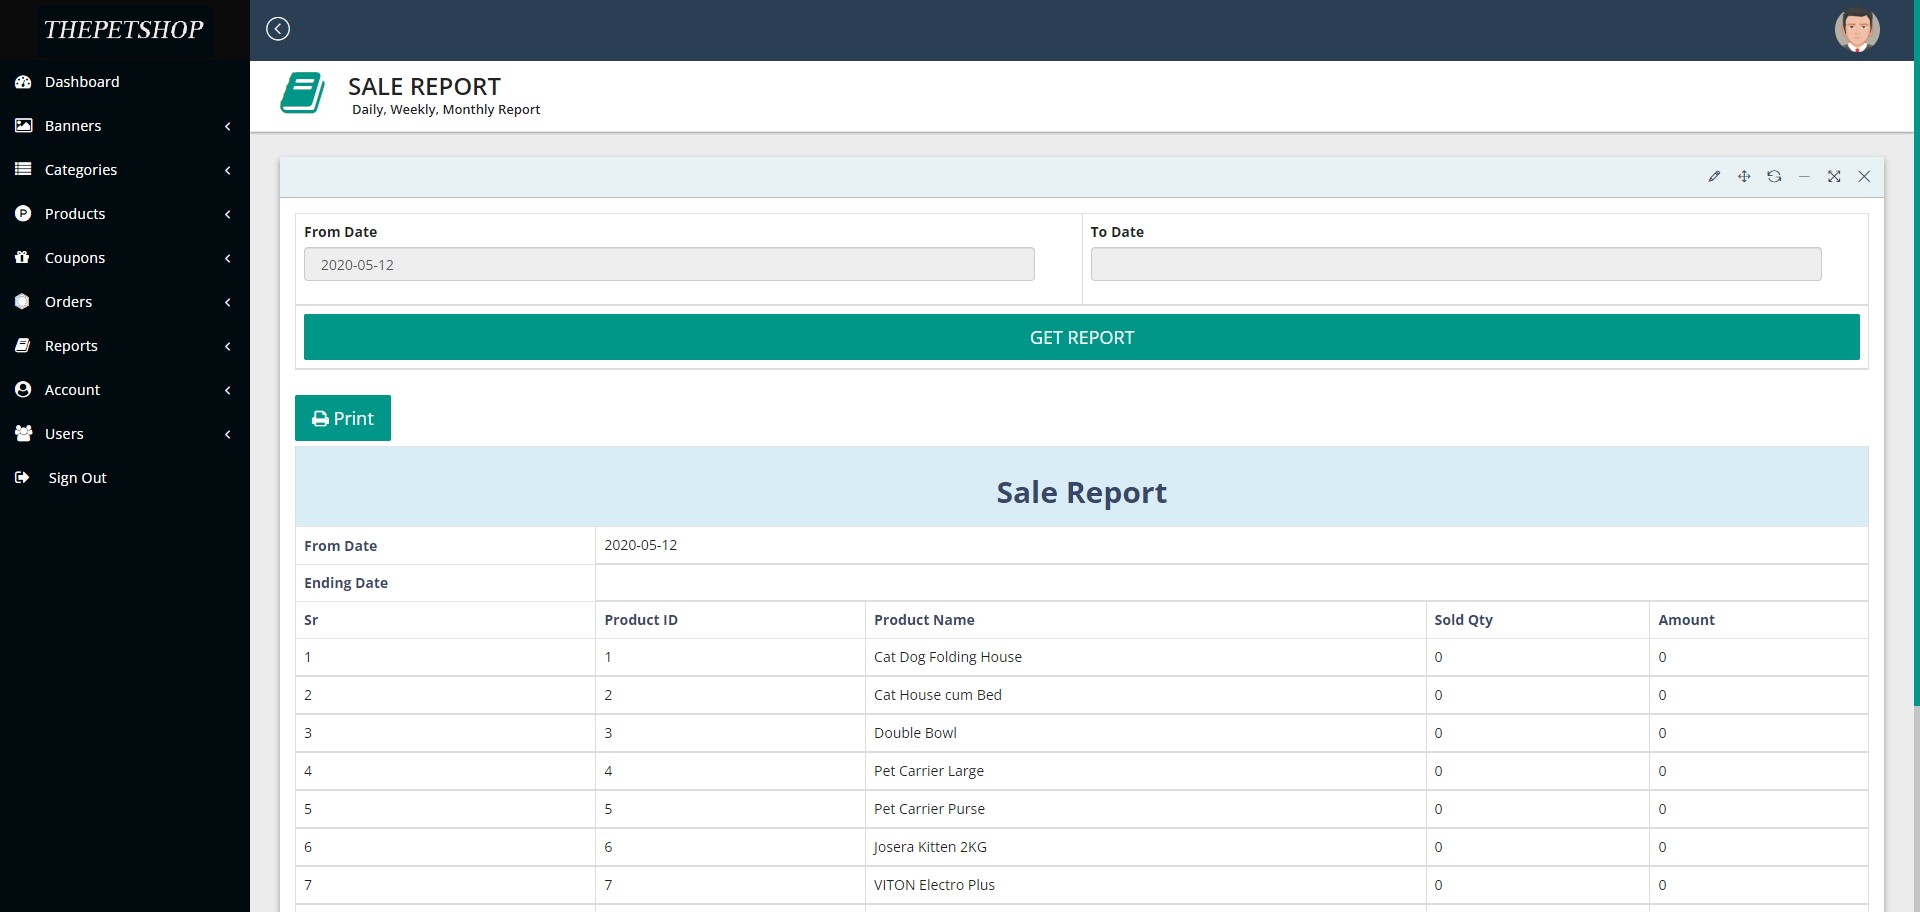 THEPETSHOP
Dashboard
Banners
Categories
Products
Coupons
Orders
Reports
Account
Users
Sign Out
SALE REPORT
Daily, Weekly, Monthly Report
From Date To Date
2020-05-12
GET REPORT
Print
Sale Report
From Date 2020-05-12
Ending Date
Sr Product ID Product Name Sold Qty Amount
1 1 Cat Dog Folding House 0 0
2 2 Cat House cum Bed 0 0
3 3 Double Bowl 0 0
4 4 Pet Carrier Large 0 0
5 5 Pet Carrier Purse 0 0
6 6 Josera Kitten 2KG 0 0
7 7 VITON Electro Plus 0 0